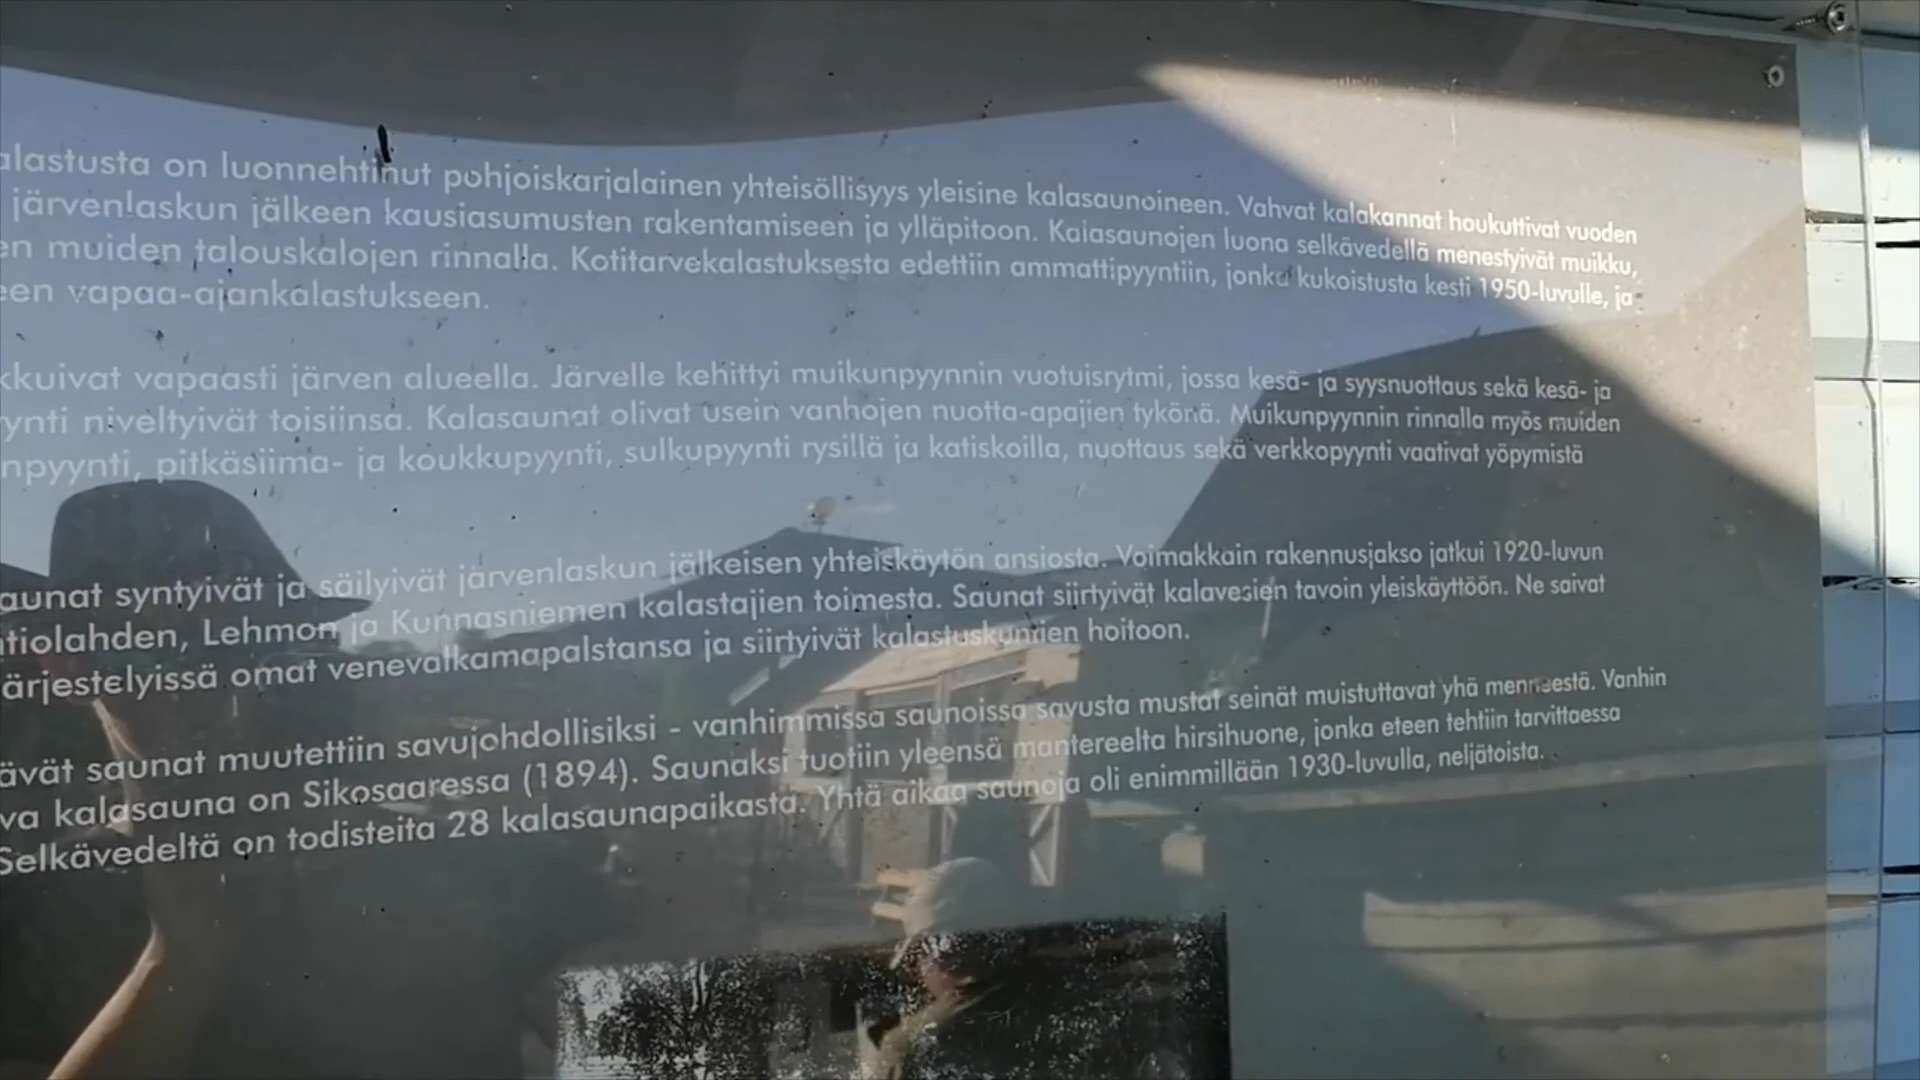 alastusta on luonnehtinut pohjoiskarjalainen yhteisöllisyys yleisine kalasaunoineen. Vahvat kalakannat houkuttivat vuoden
järvenlaskun jälkeen kausiasumusten rakentamiseen ja ylläpitoon. Kalasaunojen luona selkävedellä menestyivät muikku,
en muiden talouskalojen rinnalla. Kotitarvekalastuksesta edettiin ammattipyyntiin, jonka kukoistusta kesti 1950-luvulle, ja
een vapaa-ajankalastukseen.
kkuivat vapaasti järven alueella. Järvelle kehittyi muikunpyynnin vuotuisrytmi, jossa kesä- ja syysnuottaus sekä kesä- ja
ynti niveltyivät toisiinsa. Kalasaunat olivat usein vanhojen nuotta-apajien tykönä. Muikunpyynnin rinnalla myös muiden
npyynti, pitkäsiima- ja koukkupyynti, sulkupyynti rysillä ja katiskoilla, nuottaus sekä verkkopyynti vaativat yöpymistä
aunat syntyivät ja säilyivät järvenlaskun jälkeisen yhteiskäytön ansiosta. Voimakkain rakennusjakso jatkui 1920-luvun
ntiolahden, Lehmon ja Kunnasniemen kalastajien toimesta. Saunat siirtyivät kalavesien tavoin yleiskäyttöön. Ne saivat
ärjestelyissä omat venevalkamapalstansa ja siirtyivät kalastuskuntien hoitoon.
ävät saunat muutettiin savujohdollisiksi - vanhimmissa saunoissa savusta mustat seinät muistuttavat yhä menneestä. Vanhin
va kalasauna on Sikosaaressa (1894). Saunaksi tuotiin yleensä mantereelta hirsihuone, jonka eteen tehtiin tarvittaessa
Selkävedeltä on todisteita 28 kalasaunapaikasta. Yhtä aikaa saunoja oli enimmillään 1930-luvulla, neljätoista.